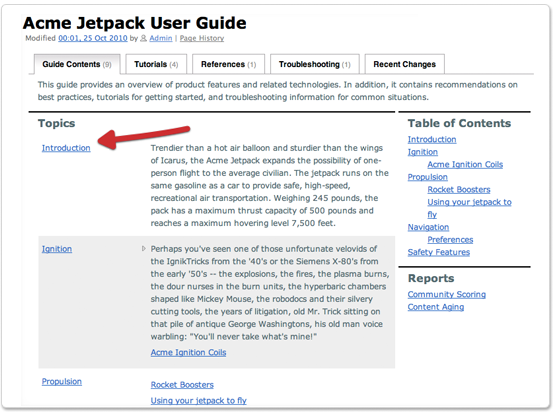 Acme Jetpack User Guide
Modified 00:01, 25 Oct 2010 by Admin | Page History
Guide Contents (9)
Tutorials (4)
References (1)
Troubleshooting (1)
Recent Changes
This guide provides an overview of product features and related technologies. In addition, it contains recommendations on
best practices, tutorials for getting started, and troubleshooting information for common situations.
Topics
Introduction
Trendier than a hot air balloon and sturdier than the wings
of Icarus, the Acme Jetpack expands the possibility of one-
person flight to the average civilian. The jetpack runs on the
same gasoline as a car to provide safe, high-speed,
recreational air transportation. Weighing 245 pounds, the
pack has a maximum thrust capacity of 500 pounds and
reaches a maximum hovering level 7,500 feet.
Ignition
Perhaps you've seen one of those unfortunate velovids of
the IgnikTricks from the '40's or the Siemens X-80's from
the early '50's -- the explosions, the fires, the plasma burns,
the dour nurses in the burn units, the hyperbaric chambers
shaped like Mickey Mouse, the robodocs and their silvery
cutting tools, the years of litigation, old Mr. Trick sitting on
that pile of antique George Washingtons, his old man voice
warbling: "You'll never take what's mine!"
Acme Ignition Coils
Propulsion
Rocket Boosters
Using your jetpack to fly
Table of Contents
Introduction
Ignition
Acme Ignition Coils
Propulsion
Rocket Boosters
Using your jetpack to
fly
Navigation
Preferences
Safety Features
Reports
Community Scoring
Content Aging